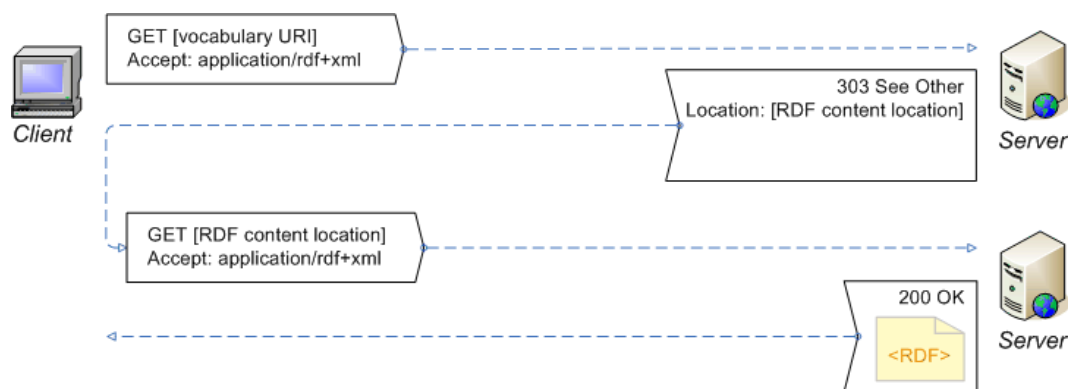 GET [vocabulary URI]
Accept: application/rdf+xml
Client
303 See Other
Location: [RDF content location]
Server
GET [RDF content location]
Accept: application/rdf+xml
200 OK
<RDF>
Server